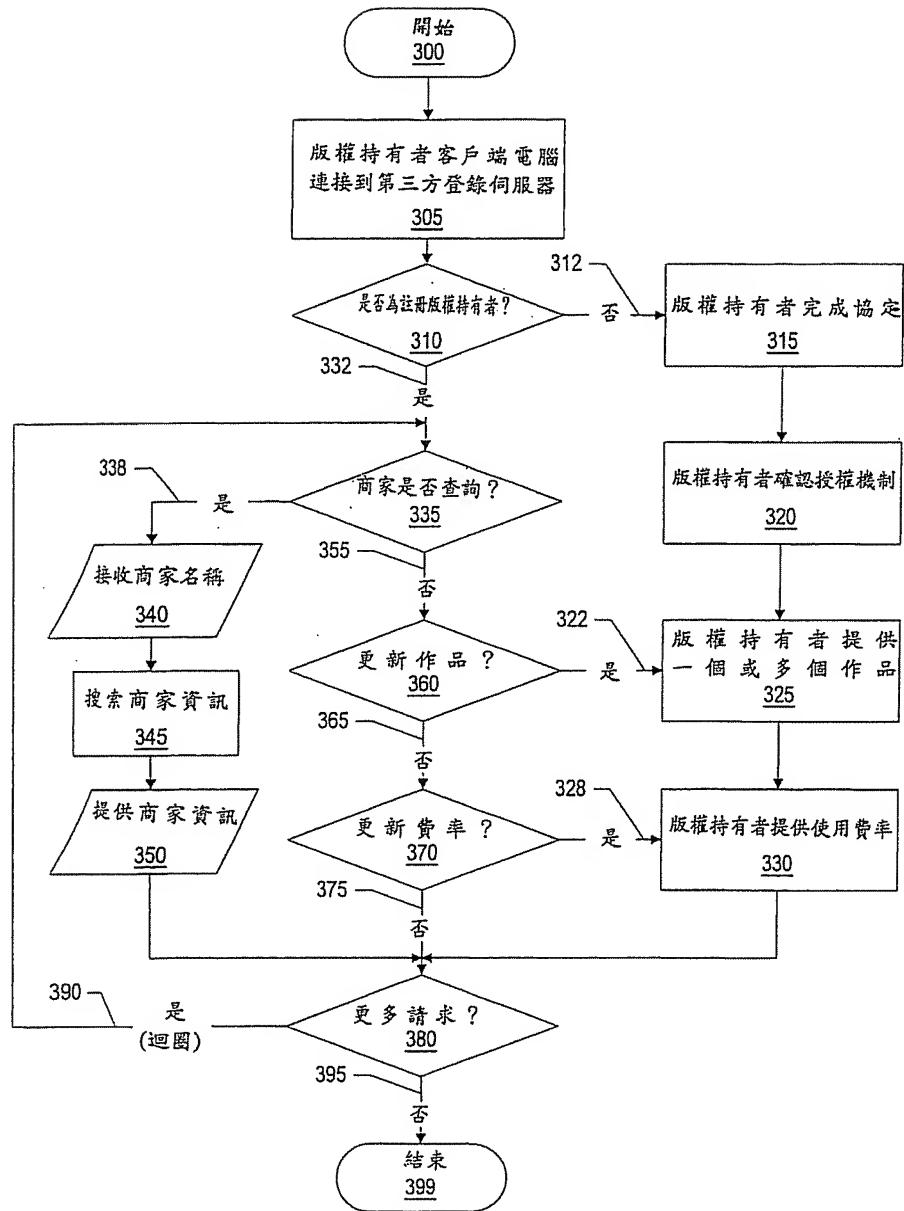 開始
300
版權持有者客戶端電腦
連接到第三方登錄伺服器
305
是否為註冊版權持有者？
310
312
否
版權持有者完成協定
315
332
是
版權持有者確認授權機制
320
338
是
商家是否查詢？
335
355
否
接收商家名稱
340
搜索商家資訊
345
提供商家資訊
350
更新作品？
360
322
是
版權持有者提供
一個或多個作品
325
365
否
更新費率？
370
328
是
版權持有者提供使用費率
330
375
否
更多請求？
380
390
是
(迴圈)
395
否
結束
399